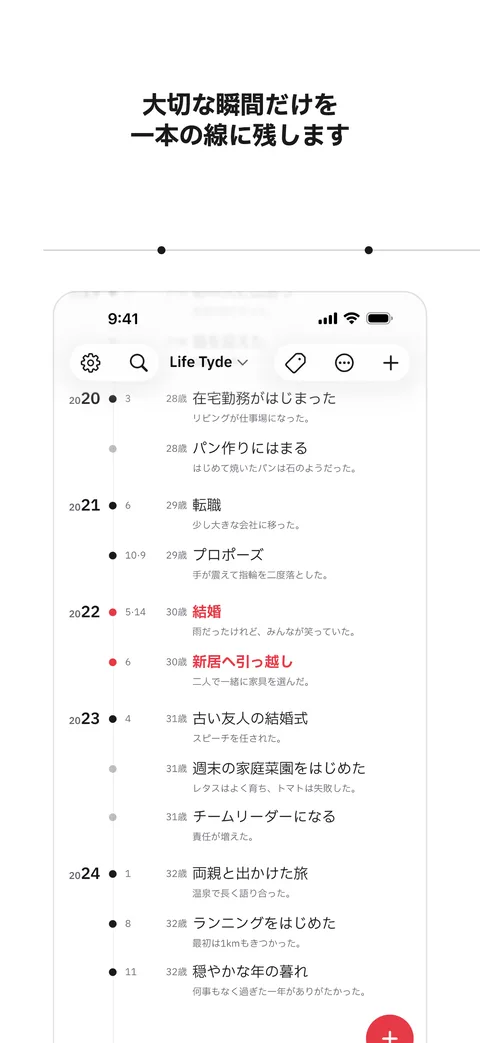 大切な瞬間だけを
一本の線に残します
9:41
Life Tyde
2020 3 28歳 在宅勤務がはじまった
リビングが仕事場になった。
28歳 パン作りにはまる
はじめて焼いたパンは石のようだった。
2021 6 29歳 転職
少し大きな会社に移った。
10·9 29歳 プロポーズ
手が震えて指輪を二度落とした。
2022 5·14 30歳 結婚
雨だったけれど、みんなが笑っていた。
6 30歳 新居へ引っ越し
二人で一緒に家具を選んだ。
2023 4 31歳 古い友人の結婚式
スピーチを任された。
31歳 週末の家庭菜園をはじめた
レタスはよく育ち、トマトは失敗した。
31歳 チームリーダーになる
責任が増えた。
2024 1 32歳 両親と出かけた旅
温泉で長く語り合った。
8 32歳 ランニングをはじめた
最初は1kmもきつかった。
11 32歳 穏やかな年の暮れ
何事もなく過ぎた一年がありがたかった。